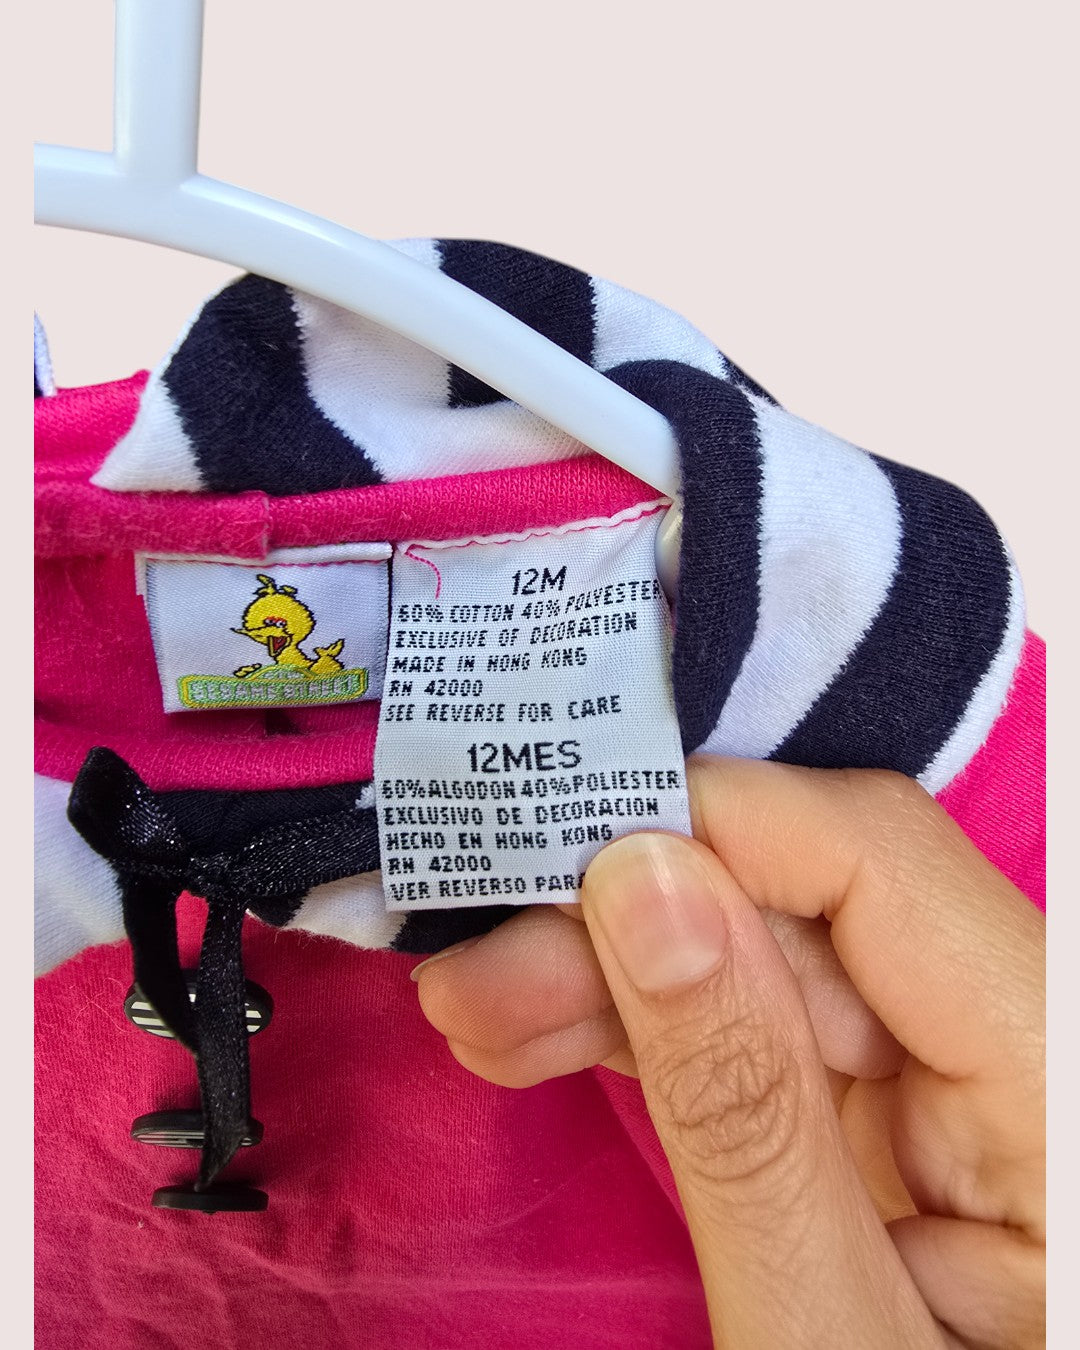 SESAME STREET
12M
60% COTTON 40% POLYESTER
EXCLUSIVE OF DECORATION
MADE IN HONG KONG
RN 42000
SEE REVERSE FOR CARE
12MES
60%ALGODON 40%POLIESTER
EXCLUSIVO DE DECORACION
HECHO EN HONG KONG
RN 42000
VER REVERSO PARA